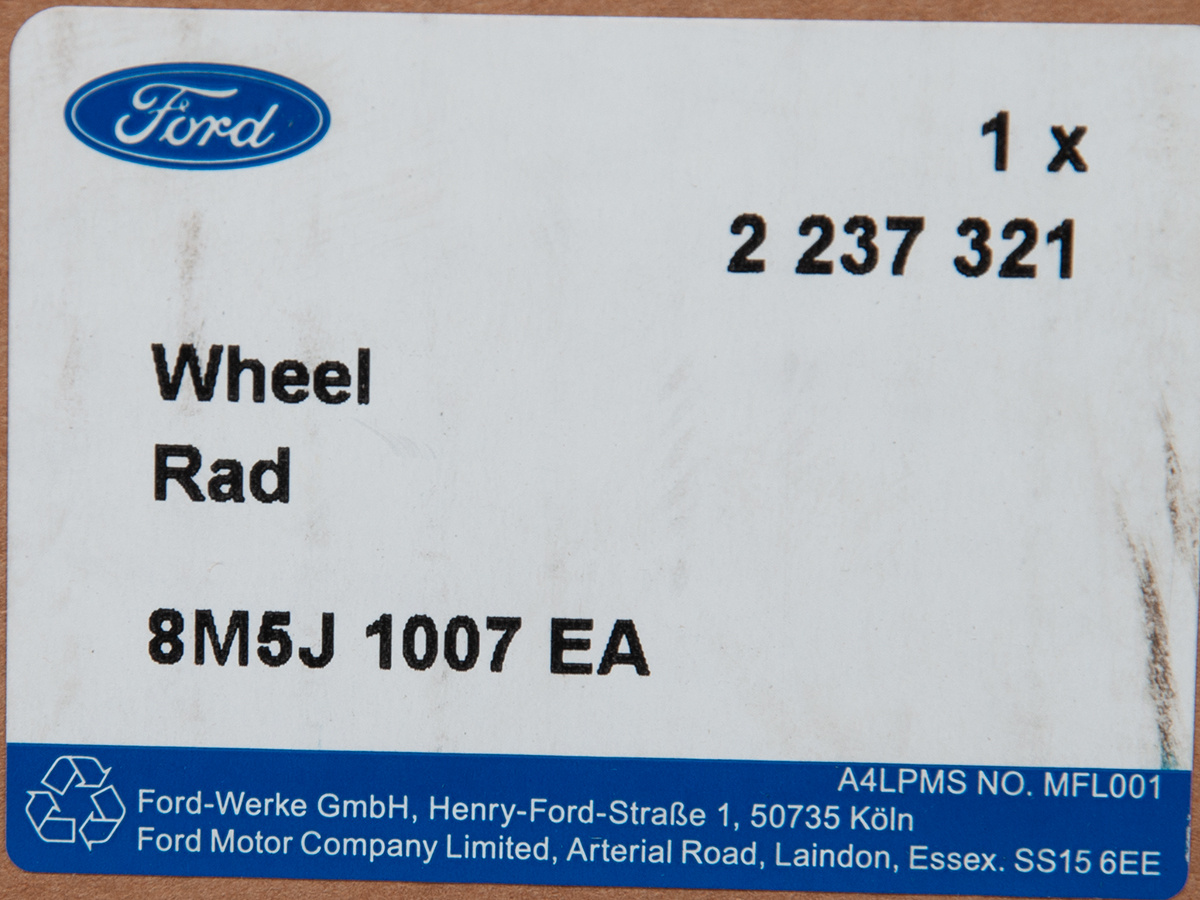 Ford
1 x
2 237 321
Wheel
Rad
8M5J 1007 EA
A4LPMS NO. MFL001
Ford-Werke GmbH, Henry-Ford-Straße 1, 50735 Köln
Ford Motor Company Limited, Arterial Road, Laindon, Essex. SS15 6EE